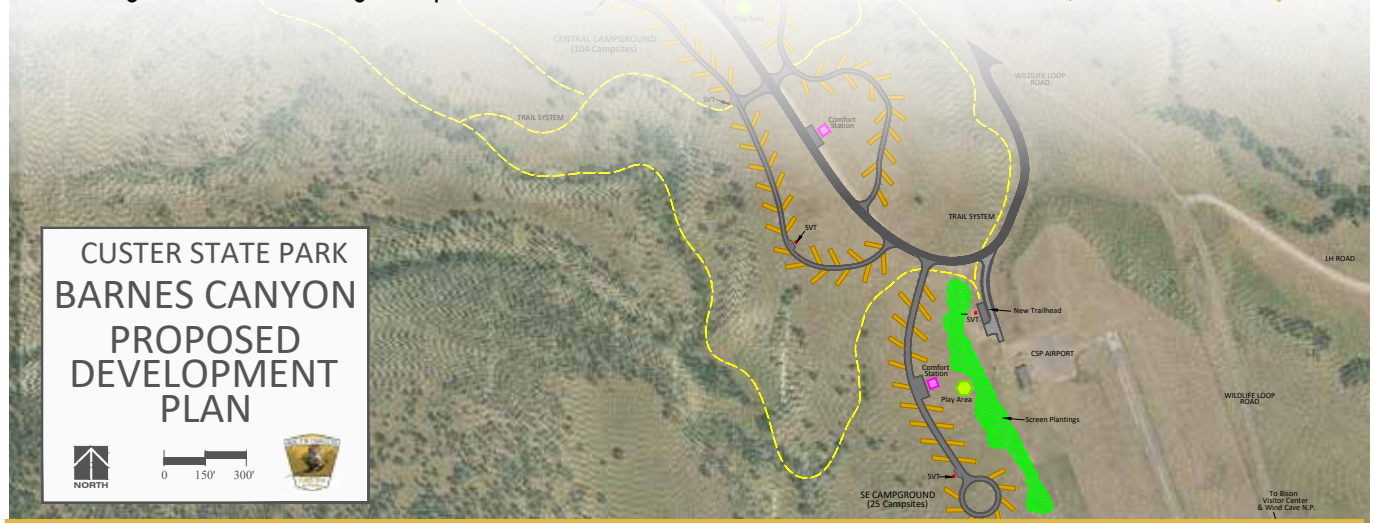 SVT
Play Area
CENTRAL CAMPGROUND
(104 Campsites)
WILDLIFE LOOP
ROAD
SVT
TRAIL SYSTEM
Comfort
Station
TRAIL SYSTEM
SVT
LH ROAD
New Trailhead
SVT
CSP AIRPORT
Comfort
Station
Play Area
WILDLIFE LOOP
ROAD
Screen Plantings
SVT
SE CAMPGROUND
(25 Campsites)
To Bison
Visitor Center
& Wind Cave N.P.
CUSTER STATE PARK
BARNES CANYON
PROPOSED
DEVELOPMENT
PLAN
NORTH
0 150' 300'